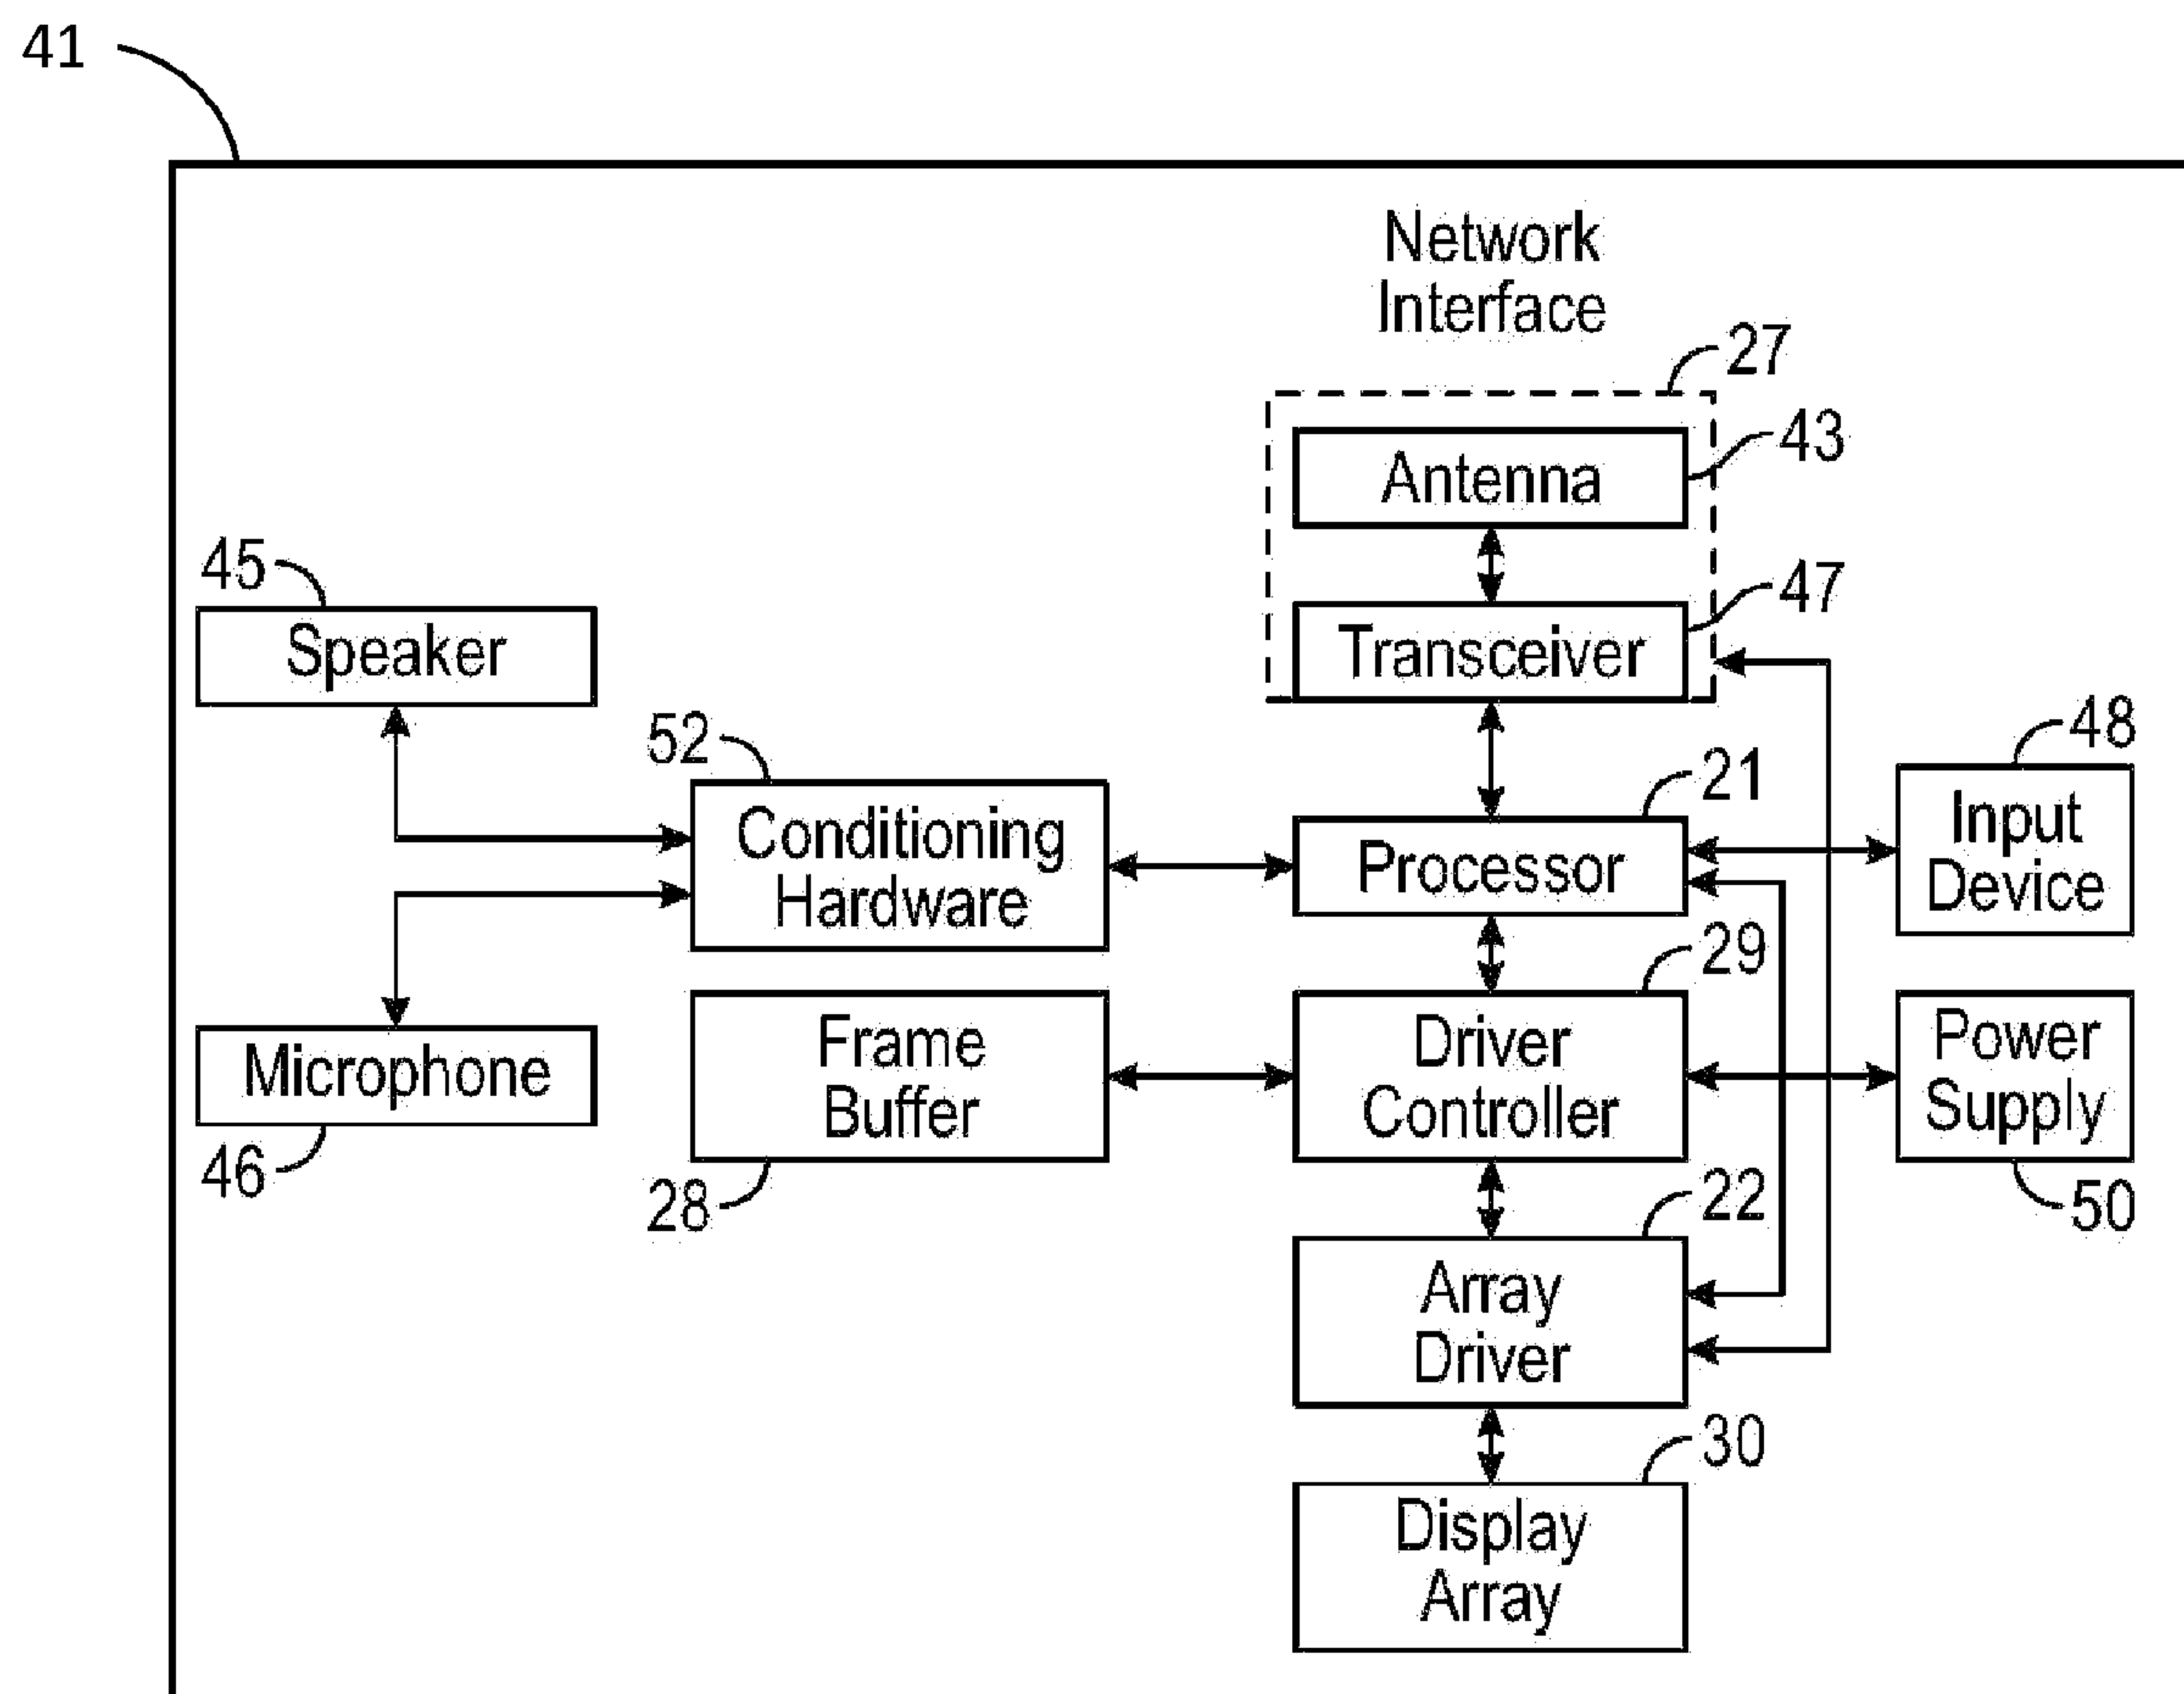 41
Network
Interface
27
Antenna
43
Transceiver
47
45
Speaker
52
Conditioning
Hardware
21
Processor
48
Input
Device
Microphone
46
Frame
Buffer
28
29
Driver
Controller
Power
Supply
50
22
Array
Driver
30
Display
Array